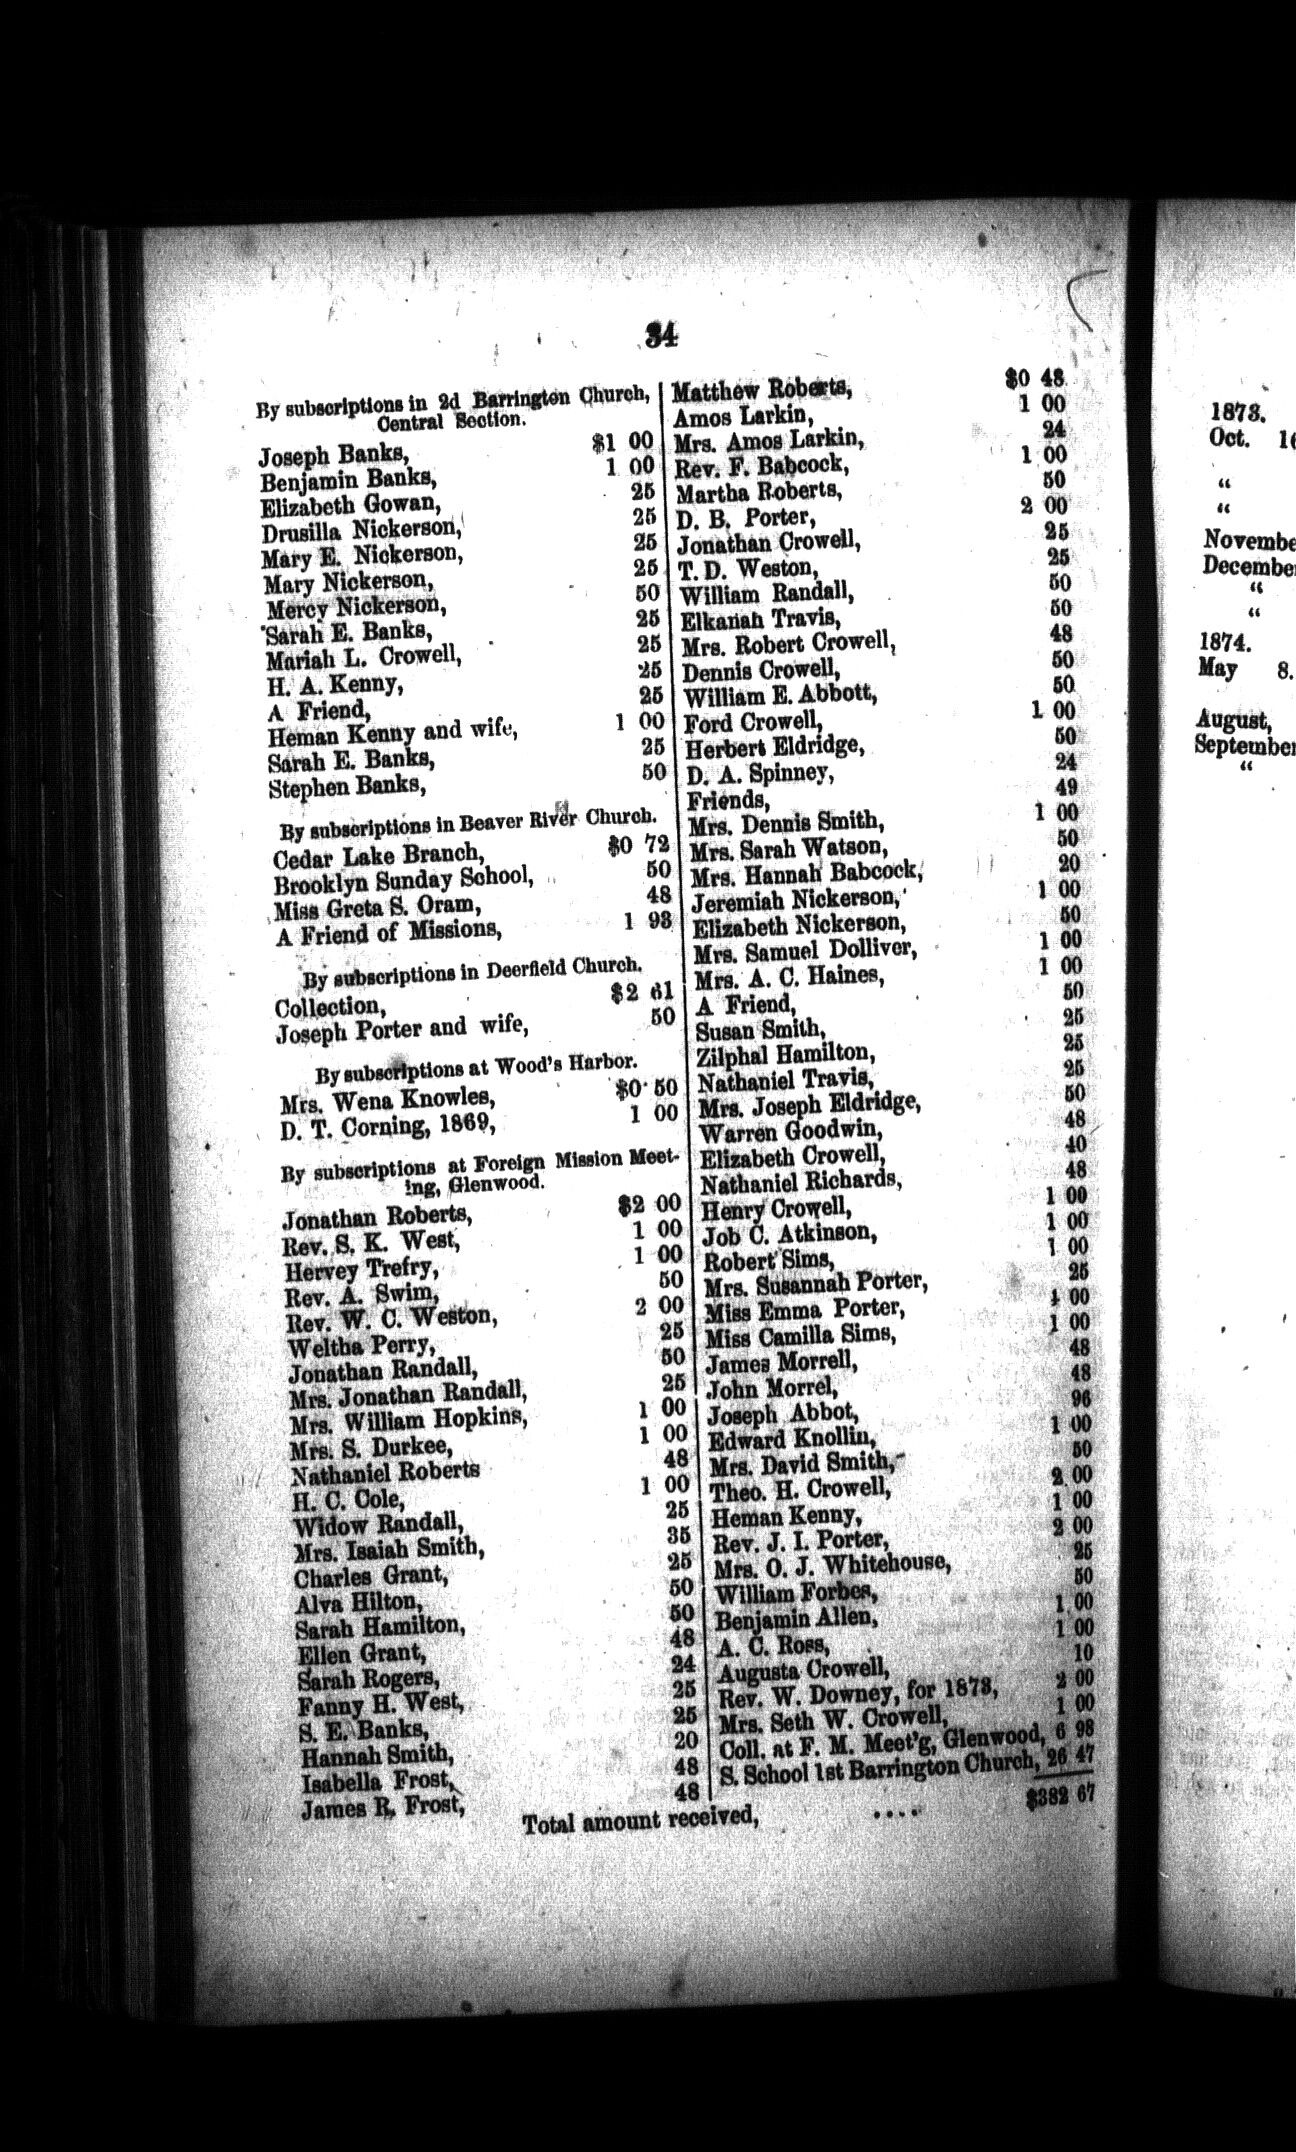 34
By subscriptions in 2d Barrington Church,
Central Section.
Joseph Banks, $1 00
Benjamin Banks, 1 00
Elizabeth Gowan, 25
Drusilla Nickerson, 25
Mary E. Nickerson, 25
Mary Nickerson, 25
Mercy Nickerson, 50
Sarah E. Banks, 25
Mariah L. Crowell, 25
H. A. Kenny, 25
A Friend, 25
Heman Kenny and wife, 1 00
Sarah E. Banks, 25
Stephen Banks, 50
By subscriptions in Beaver River Church.
Cedar Lake Branch, $0 72
Brooklyn Sunday School, 50
Miss Greta S. Oram, 48
A Friend of Missions, 1 93
By subscriptions in Deerfield Church.
Collection, $2 61
Joseph Porter and wife, 50
By subscriptions at Wood's Harbor.
Mrs. Wena Knowles, $0 50
D. T. Corning, 1869, 1 00
By subscriptions at Foreign Mission Meet-
ing, Glenwood.
Jonathan Roberts, $2 00
Rev. S. K. West, 1 00
Hervey Trefry, 1 00
Rev. A. Swim, 50
Rev. W. C. Weston, 2 00
Weltha Perry, 25
Jonathan Randall, 50
Mrs. Jonathan Randall, 25
Mrs. William Hopkins, 1 00
Mrs. S. Durkee, 1 00
Nathaniel Roberts 48
H. C. Cole, 1 00
Widow Randall, 25
Mrs. Isaiah Smith, 35
Charles Grant, 25
Alva Hilton, 50
Sarah Hamilton, 50
Ellen Grant, 48
Sarah Rogers, 24
Fanny H. West, 25
S. E. Banks, 25
Hannah Smith, 20
Isabella Frost, 48
James R. Frost, 48
Matthew Roberts, $0 48
Amos Larkin, 1 00
Mrs. Amos Larkin, 24
Rev. F. Babcock, 1 00
Martha Roberts, 50
D. B. Porter, 2 00
Jonathan Crowell, 25
T. D. Weston, 25
William Randall, 50
Elkanah Travis, 50
Mrs. Robert Crowell, 48
Dennis Crowell, 50
William E. Abbott, 50
Ford Crowell, 1 00
Herbert Eldridge, 50
D. A. Spinney, 24
Friends, 49
Mrs. Dennis Smith, 1 00
Mrs. Sarah Watson, 50
Mrs. Hannah Babcock, 20
Jeremiah Nickerson, 1 00
Elizabeth Nickerson, 50
Mrs. Samuel Dolliver, 1 00
Mrs. A. C. Haines, 1 00
A Friend, 50
Susan Smith, 25
Zilphal Hamilton, 25
Nathaniel Travis, 25
Mrs. Joseph Eldridge, 50
Warren Goodwin, 48
Elizabeth Crowell, 40
Nathaniel Richards, 48
Henry Crowell, 1 00
Job C. Atkinson, 1 00
Robert Sims, 1 00
Mrs. Susannah Porter, 25
Miss Emma Porter, 1 00
Miss Camilla Sims, 1 00
James Morrell, 48
John Morrel, 48
Joseph Abbot, 96
Edward Knollin, 1 00
Mrs. David Smith, 50
Theo. H. Crowell, 2 00
Heman Kenny, 1 00
Rev. J. I. Porter, 2 00
Mrs. O. J. Whitehouse, 25
William Forbes, 50
Benjamin Allen, 1 00
A. C. Ross, 1 00
Augusta Crowell, 10
Rev. W. Downey, for 1873, 2 00
Mrs. Seth W. Crowell, 1 00
Coll. at F. M. Meet'g, Glenwood, 6 98
S. School 1st Barrington Church, 26 47
Total amount received, .... $382 67
1873.
Oct. 16
“
“
Novembe
December
“
“
1874.
May 8.
August,
September
“